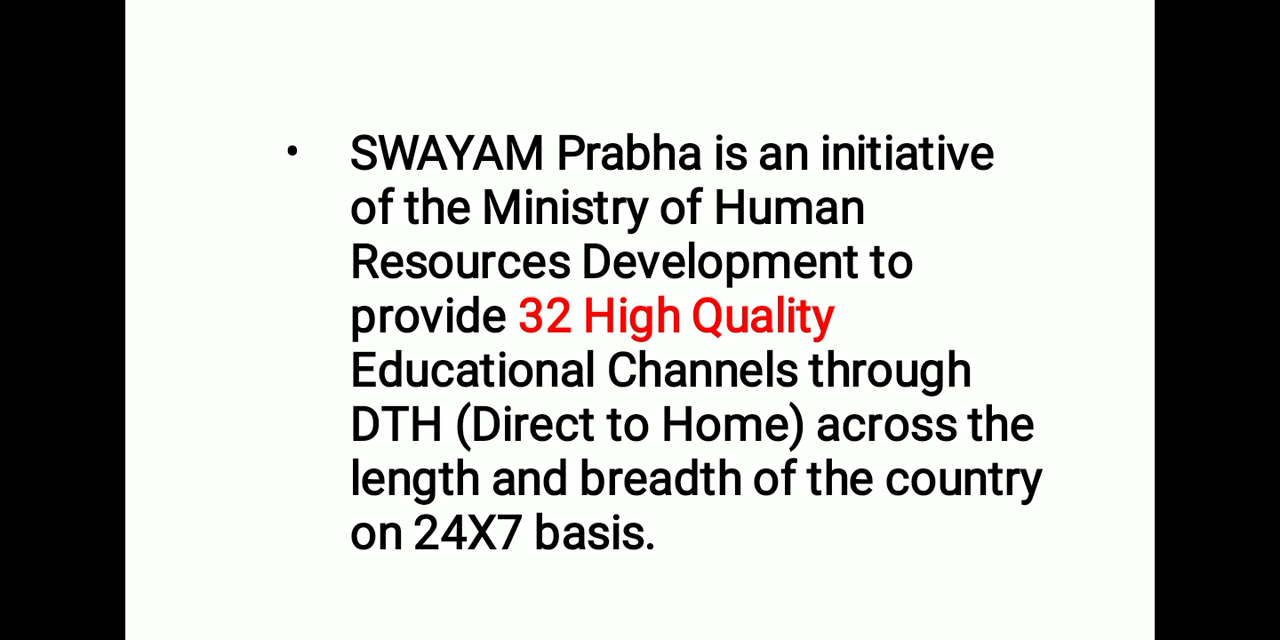 • SWAYAM Prabha is an initiative
of the Ministry of Human
Resources Development to
provide 32 High Quality
Educational Channels through
DTH (Direct to Home) across the
length and breadth of the country
on 24X7 basis.